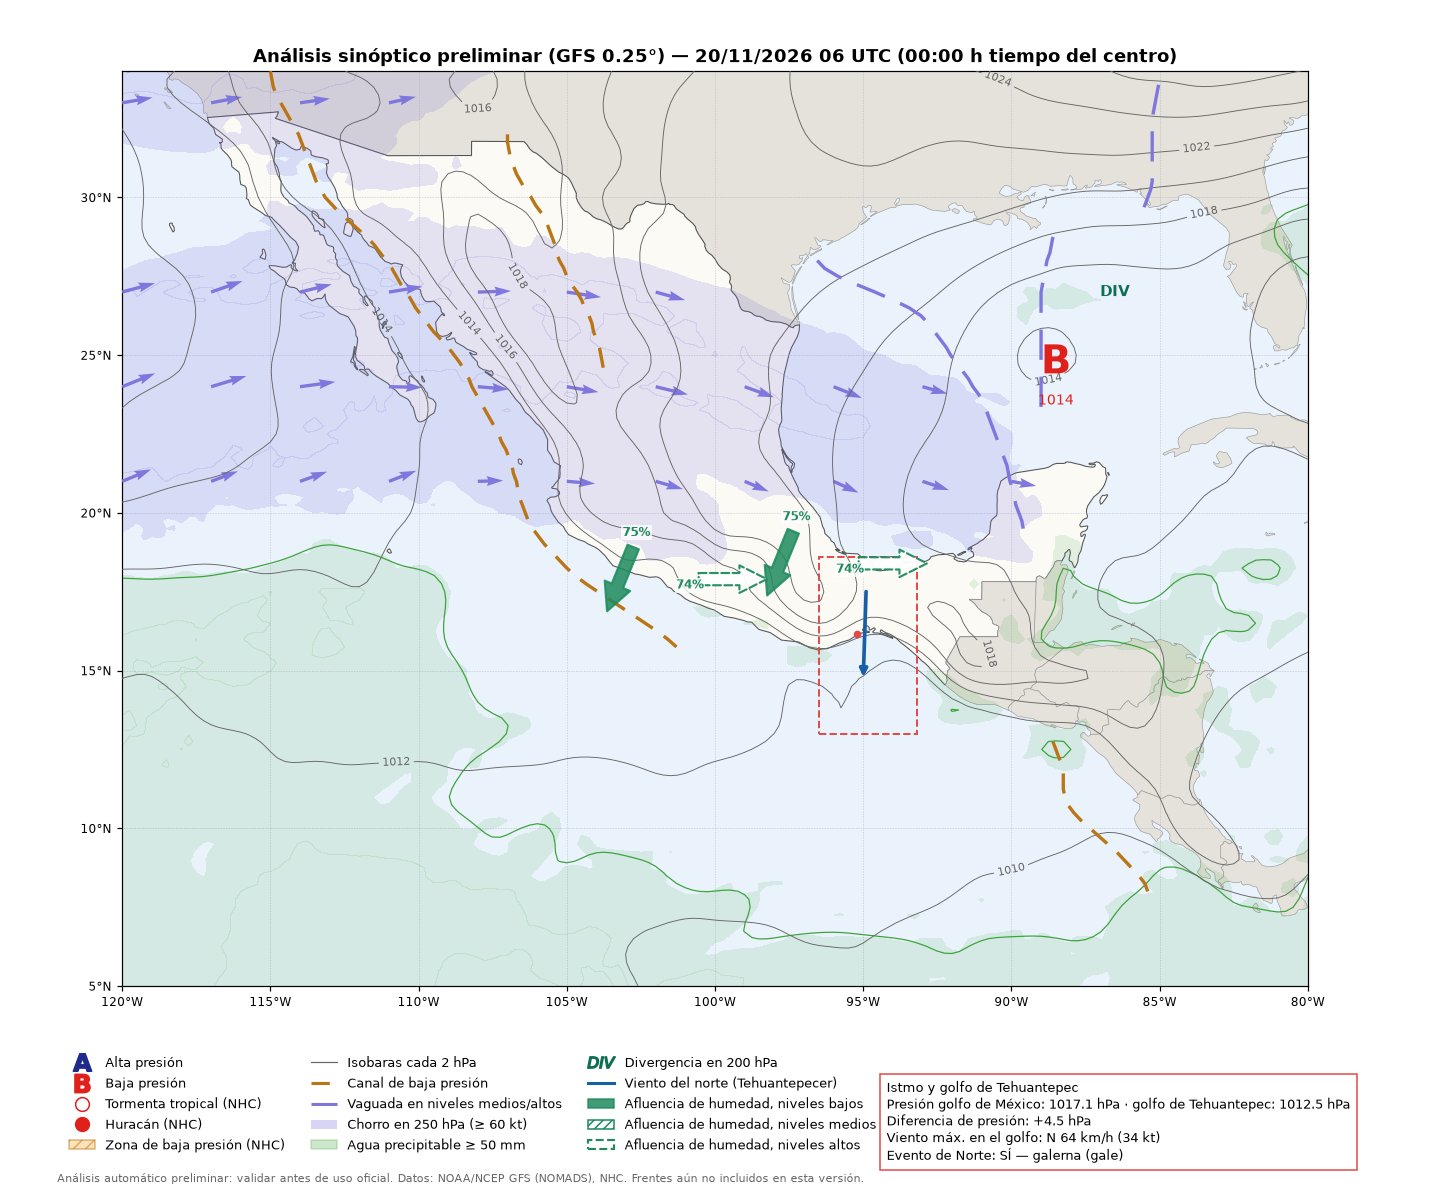 Análisis sinóptico preliminar (GFS 0.25°) — 20/11/2026 06 UTC (00:00 h tiempo del centro)
1024
1016
1022
30°N
1018
DIV
1018
1014
1014
25°N
1016
B
1014
1014
20°N
75%
75%
74%
74%
1018
15°N
1012
10°N
1010
5°N
120°W
115°W
110°W
105°W
100°W
95°W
90°W
85°W
80°W
A Alta presión
B Baja presión
Tormenta tropical (NHC)
Huracán (NHC)
Zona de baja presión (NHC)
Isobaras cada 2 hPa
Canal de baja presión
Vaguada en niveles medios/altos
Chorro en 250 hPa (≥ 60 kt)
Agua precipitable ≥ 50 mm
DIV Divergencia en 200 hPa
Viento del norte (Tehuantepecer)
Afluencia de humedad, niveles bajos
Afluencia de humedad, niveles medios
Afluencia de humedad, niveles altos
Istmo y golfo de Tehuantepec
Presión golfo de México: 1017.1 hPa · golfo de Tehuantepec: 1012.5 hPa
Diferencia de presión: +4.5 hPa
Viento máx. en el golfo: N 64 km/h (34 kt)
Evento de Norte: SÍ — galerna (gale)
Análisis automático preliminar: validar antes de uso oficial. Datos: NOAA/NCEP GFS (NOMADS), NHC. Frentes aún no incluidos en esta versión.